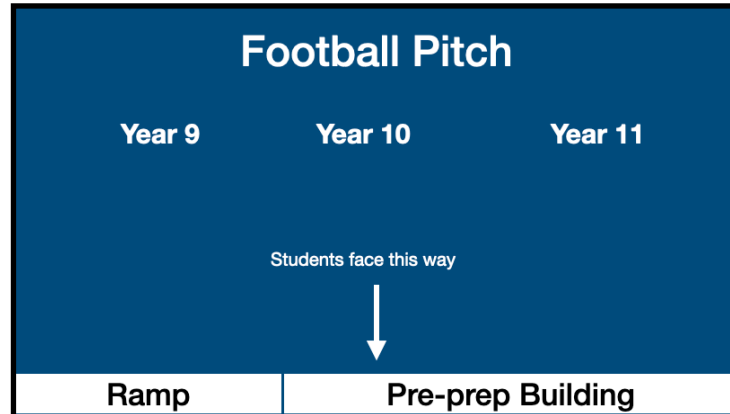 Football Pitch
Year 9 Year 10 Year 11
Students face this way
Ramp Pre-prep Building